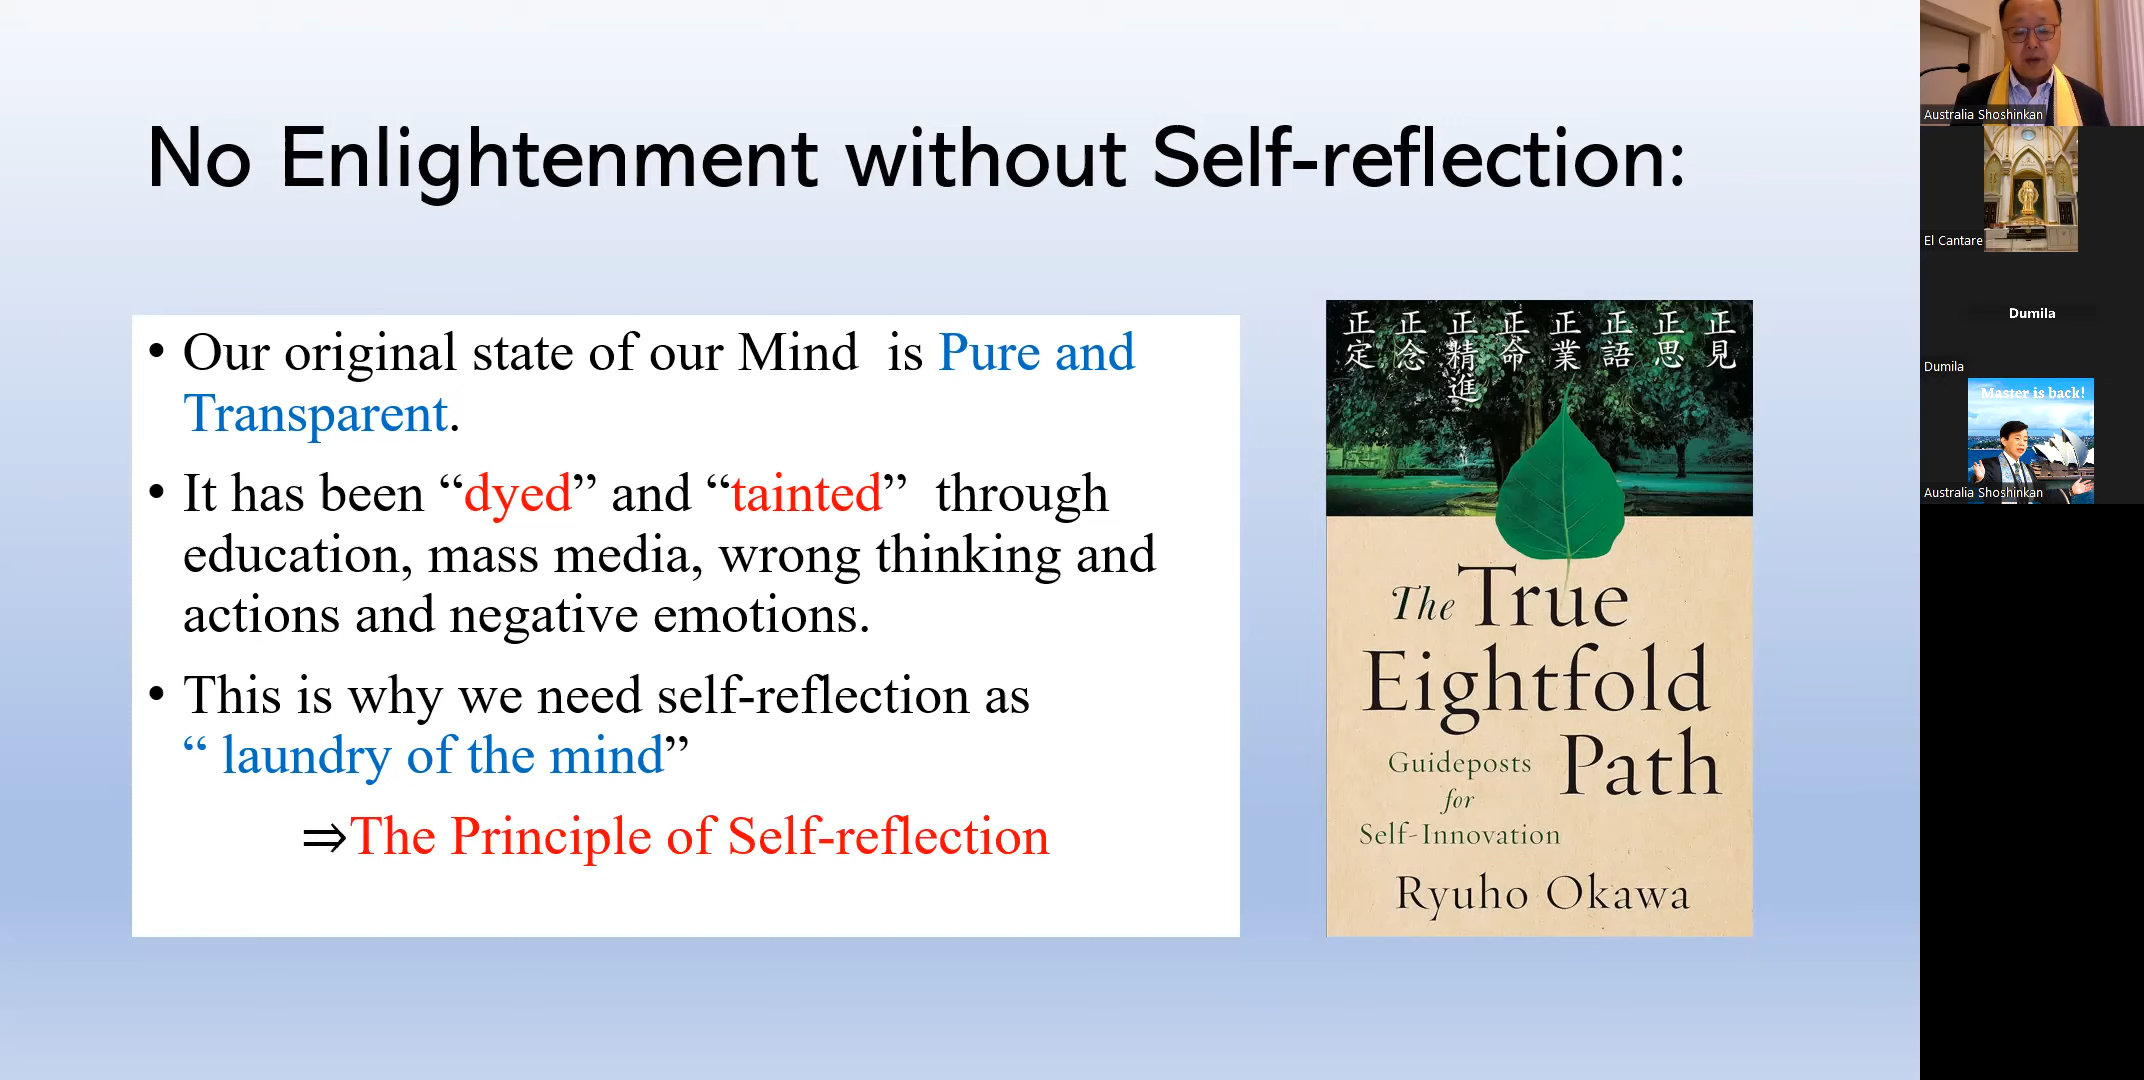 No Enlightenment without Self-reflection:
• Our original state of our Mind is Pure and
Transparent.
• It has been “dyed” and “tainted” through
education, mass media, wrong thinking and
actions and negative emotions.
• This is why we need self-reflection as
“ laundry of the mind”
⇒The Principle of Self-reflection
正見
正思
正語
正業
正命
正精進
正念
正定
The True
Eightfold
Path
Guideposts
for
Self-Innovation
Ryuho Okawa
Australia Shoshinkan
El Cantare
Dumila
Dumila
Master is back!
Australia Shoshinkan